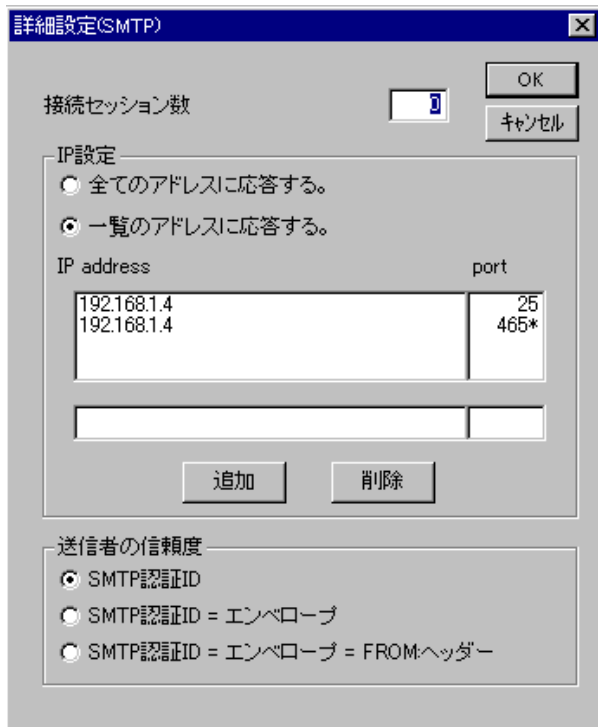 詳細設定(SMTP)
接続セッション数
0
OK
キャンセル
IP設定
全てのアドレスに応答する。
一覧のアドレスに応答する。
IP address port
192.168.1.4 25
192.168.1.4 465*
追加 削除
送信者の信頼度
SMTP認証ID
SMTP認証ID = エンベロープ
SMTP認証ID = エンベロープ = FROM:ヘッダー